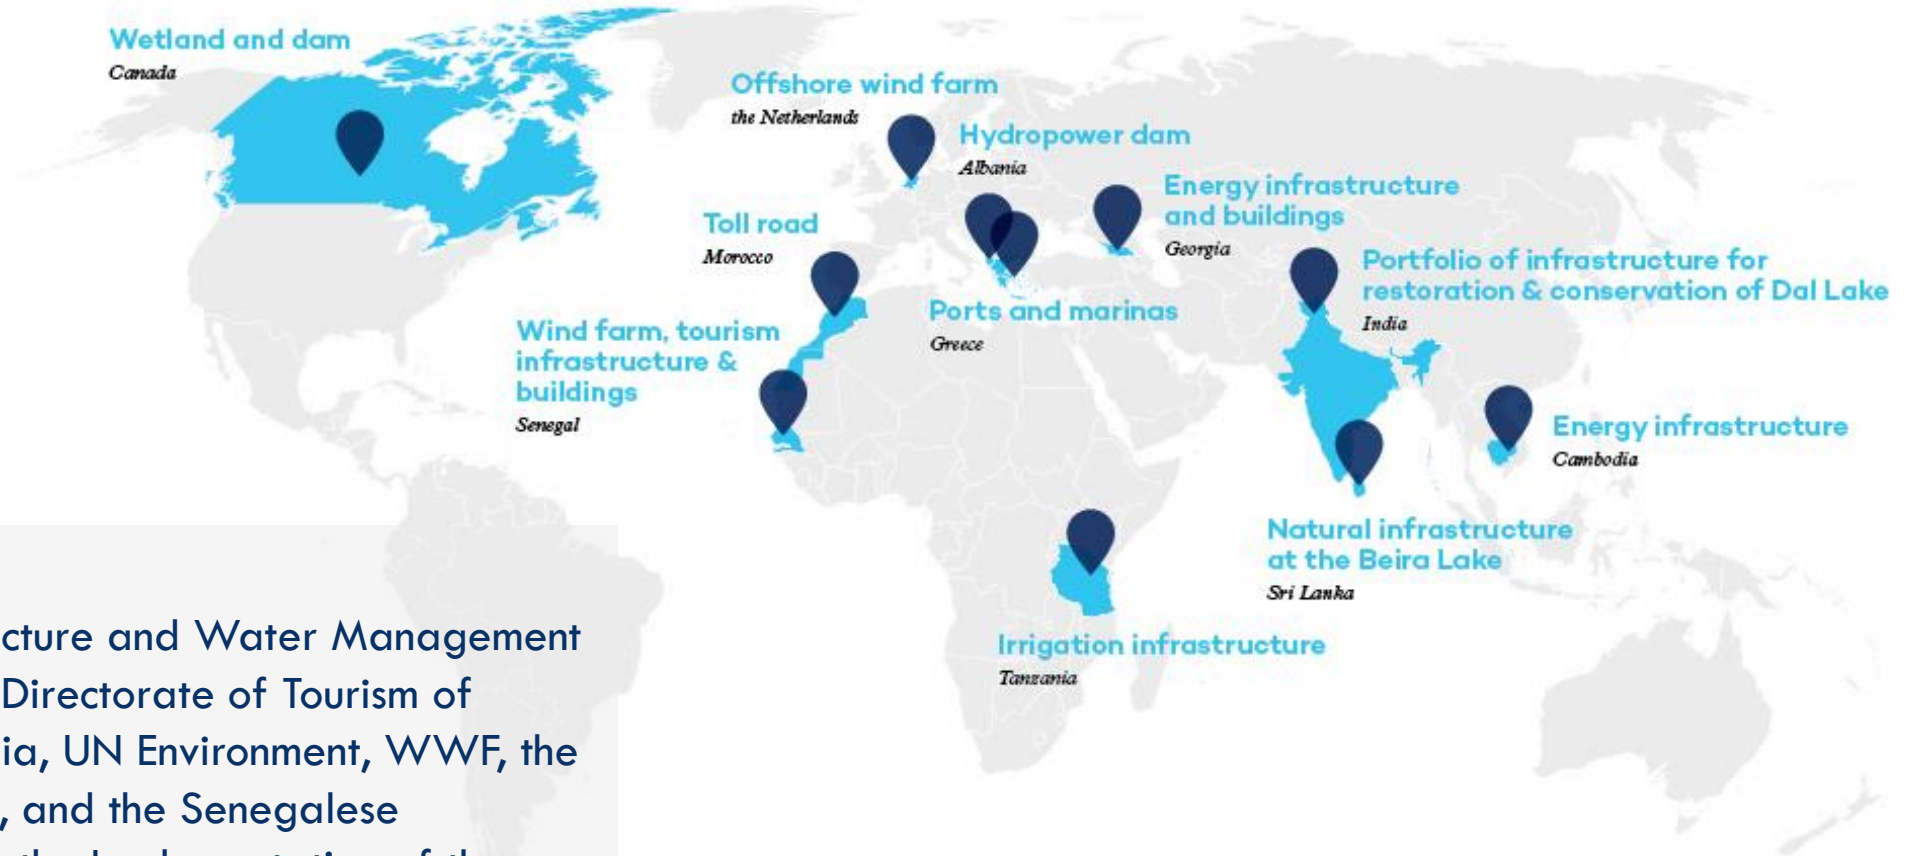 Wetland and dam
Canada
Offshore wind farm
the Netherlands
Hydropower dam
Albania
Energy infrastructure
and buildings
Georgia
Toll road
Morocco
Portfolio of infrastructure for
restoration & conservation of Dal Lake
India
Ports and marinas
Greece
Wind farm, tourism
infrastructure &
buildings
Senegal
Energy infrastructure
Cambodia
Natural infrastructure
at the Beira Lake
Sri Lanka
Irrigation infrastructure
Tanzania
cture and Water Management
Directorate of Tourism of
ia, UN Environment, WWF, the
, and the Senegalese